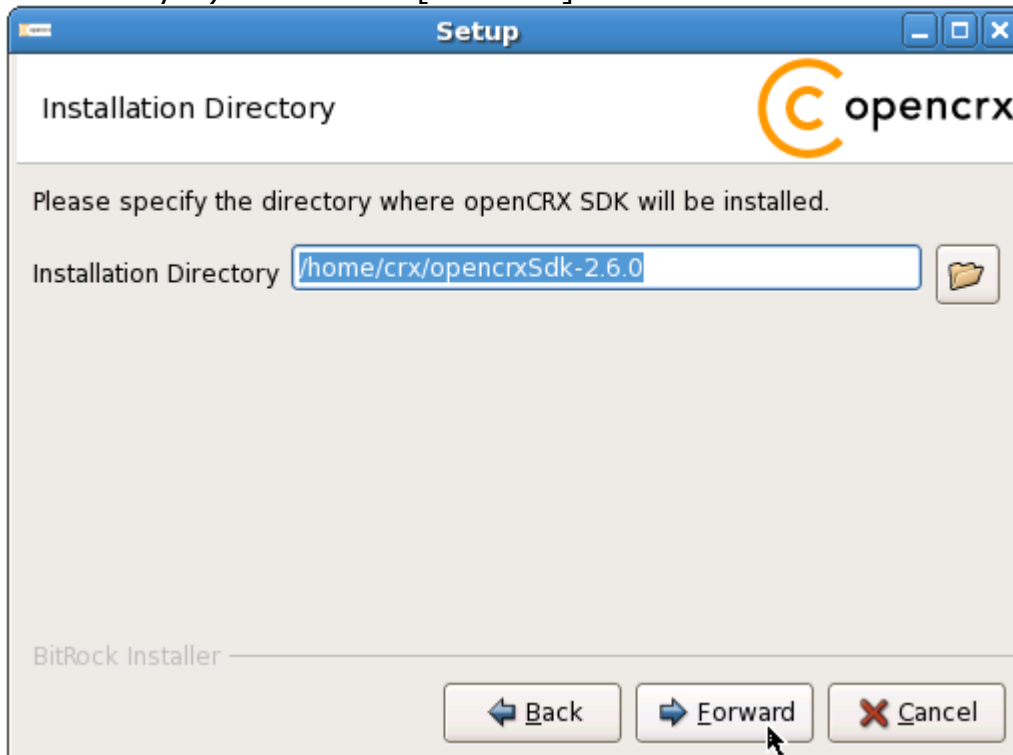 Setup
Installation Directory
opencrx
Please specify the directory where openCRX SDK will be installed.
Installation Directory /home/crx/opencrxSdk-2.6.0
BitRock Installer
Back Forward Cancel